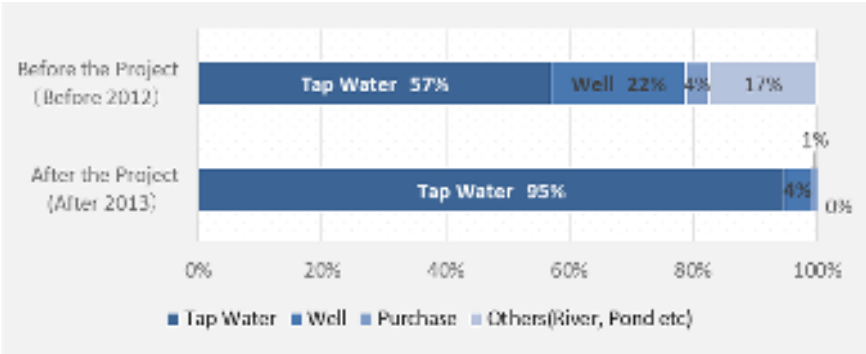 Before the Project
(Before 2012)
Tap Water 57%
Well 22%
4%
17%
1%
After the Project
(After 2013)
Tap Water 95%
4%
0%
0% 20% 40% 60% 80% 100%
Tap Water Well Purchase Others(River, Pond etc)